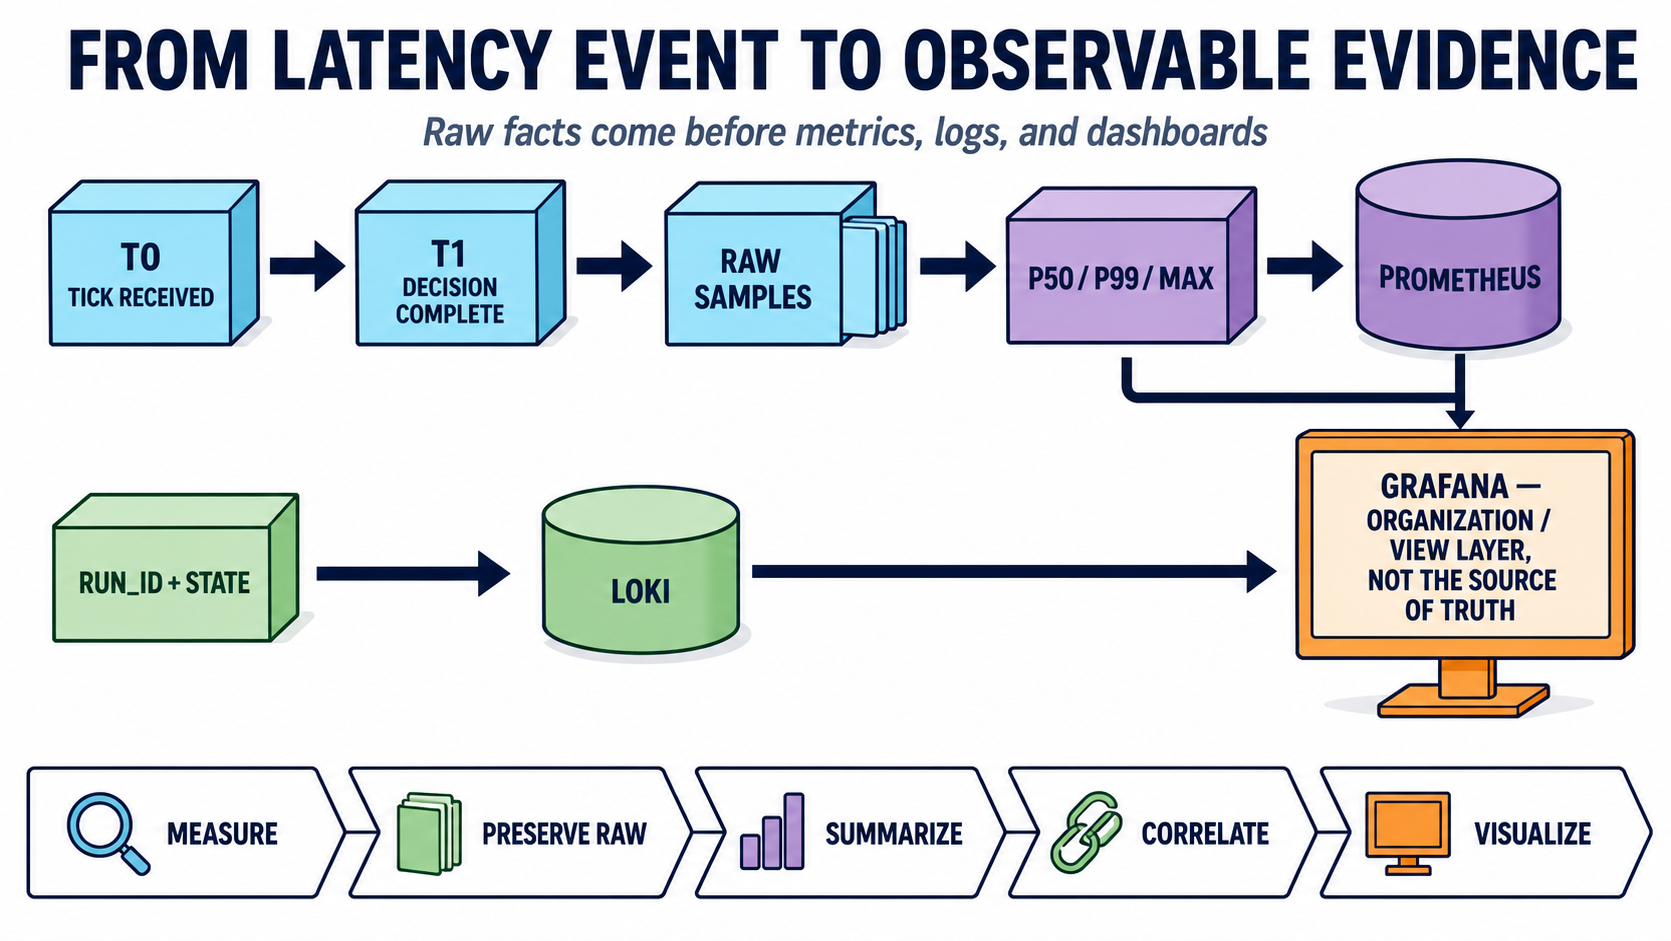 FROM LATENCY EVENT TO OBSERVABLE EVIDENCE
Raw facts come before metrics, logs, and dashboards
T0
TICK RECEIVED
T1
DECISION
COMPLETE
RAW
SAMPLES
P50 / P99 / MAX
PROMETHEUS
RUN_ID + STATE
LOKI
GRAFANA —
ORGANIZATION /
VIEW LAYER,
NOT THE SOURCE
OF TRUTH
MEASURE
PRESERVE RAW
SUMMARIZE
CORRELATE
VISUALIZE